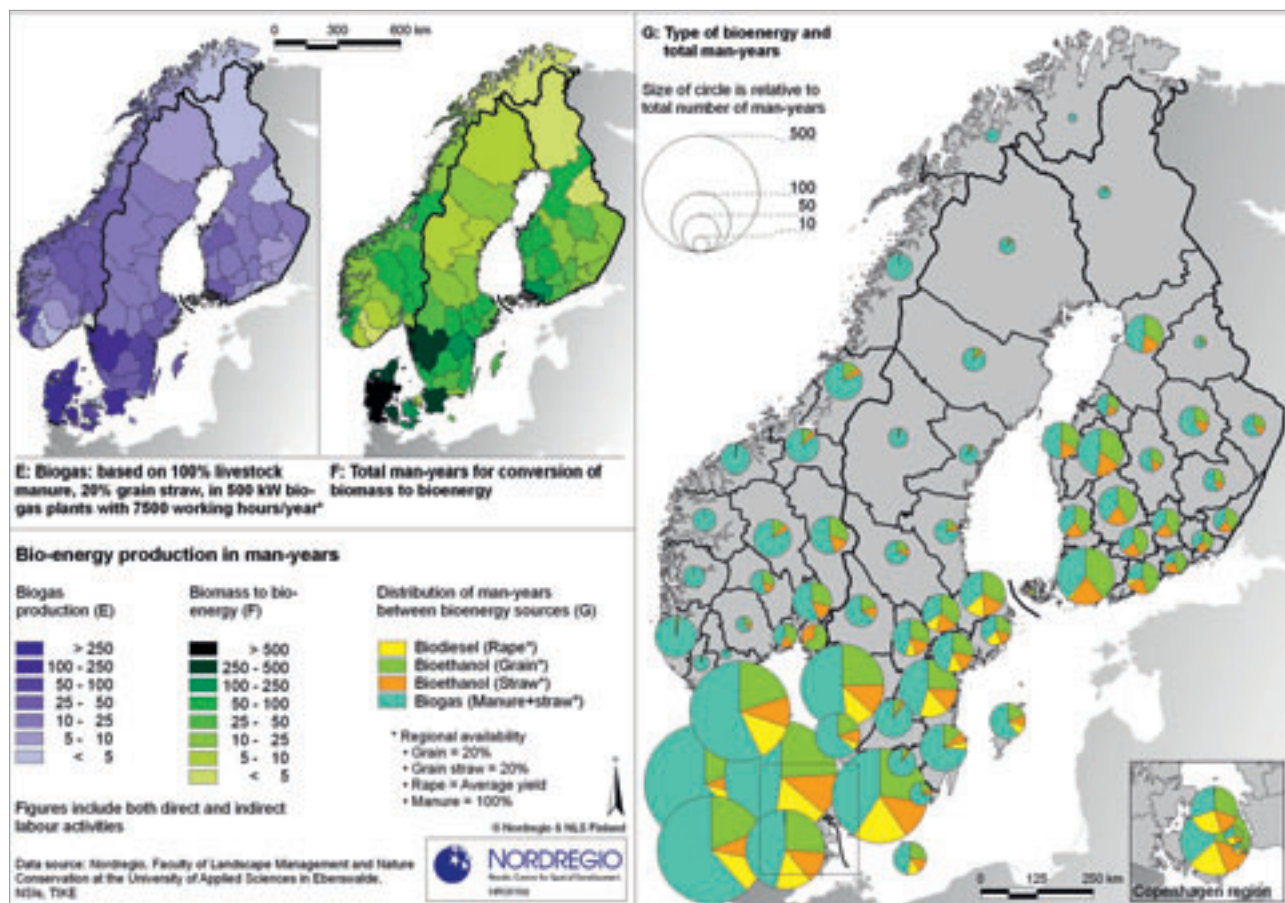 0 300 600 km
E: Biogas: based on 100% livestock
manure, 20% grain straw, in 500 kW bio-
gas plants with 7500 working hours/year*
F: Total man-years for conversion of
biomass to bioenergy
Bio-energy production in man-years
Biogas
production (E)
> 250
100 - 250
50 - 100
25 - 50
10 - 25
5 - 10
< 5
Biomass to bio-
energy (F)
> 500
250 - 500
100 - 250
50 - 100
25 - 50
10 - 25
5 - 10
< 5
Distribution of man-years
between bioenergy sources (G)
Biodiesel (Rape*)
Bioethanol (Grain*)
Bioethanol (Straw*)
Biogas (Manure+straw*)
* Regional availability
• Grain = 20%
• Grain straw = 20%
• Rape = Average yield
• Manure = 100%
Figures include both direct and indirect
labour activities
© Nordregio & NLS Finland
Data source: Nordregio, Faculty of Landscape Management and Nature
Conservation at the University of Applied Sciences in Eberswalde,
NSIs, TIKE
NORDREGIO
Nordic Centre for Spatial Development
G: Type of bioenergy and
total man-years
Size of circle is relative to
total number of man-years
500
100
50
10
0 125 250 km
Copenhagen region